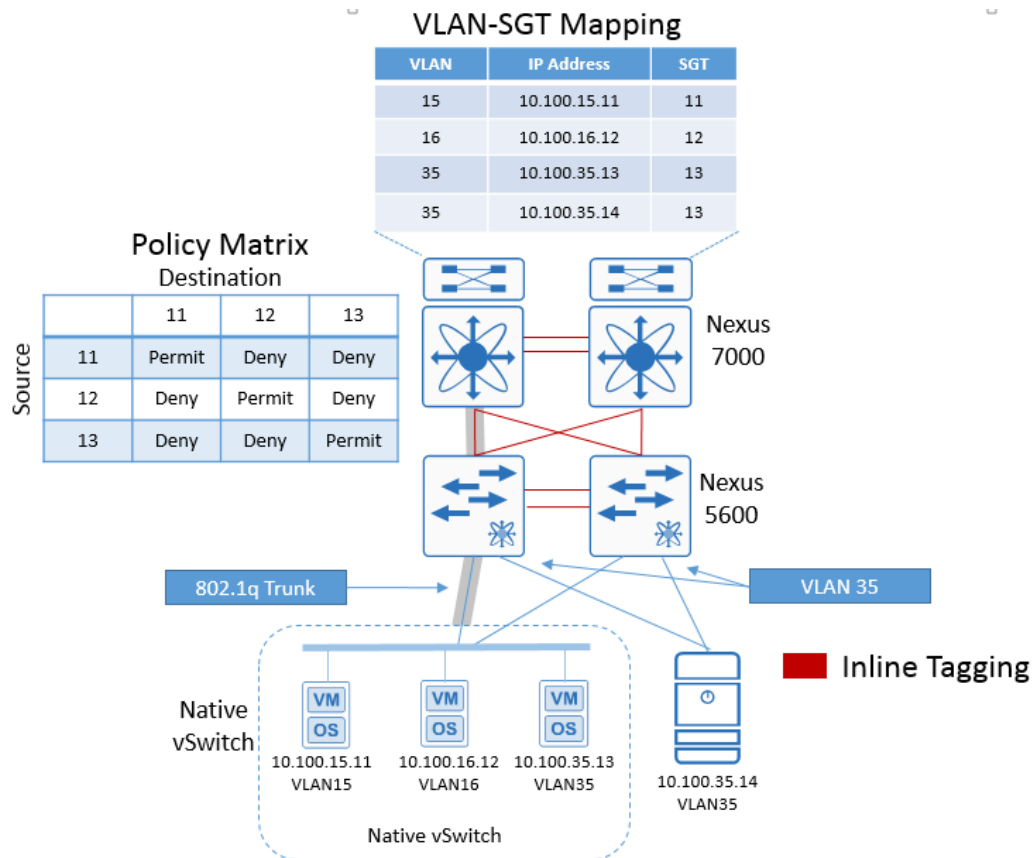 VLAN-SGT Mapping
VLAN IP Address SGT
15 10.100.15.11 11
16 10.100.16.12 12
35 10.100.35.13 13
35 10.100.35.14 13
Policy Matrix
Destination
11 12 13
Source
11 Permit Deny Deny
12 Deny Permit Deny
13 Deny Deny Permit
Nexus
7000
Nexus
5600
802.1q Trunk
VLAN 35
Inline Tagging
Native
vSwitch
VM
OS
VM
OS
VM
OS
10.100.15.11
VLAN15
10.100.16.12
VLAN16
10.100.35.13
VLAN35
10.100.35.14
VLAN35
Native vSwitch